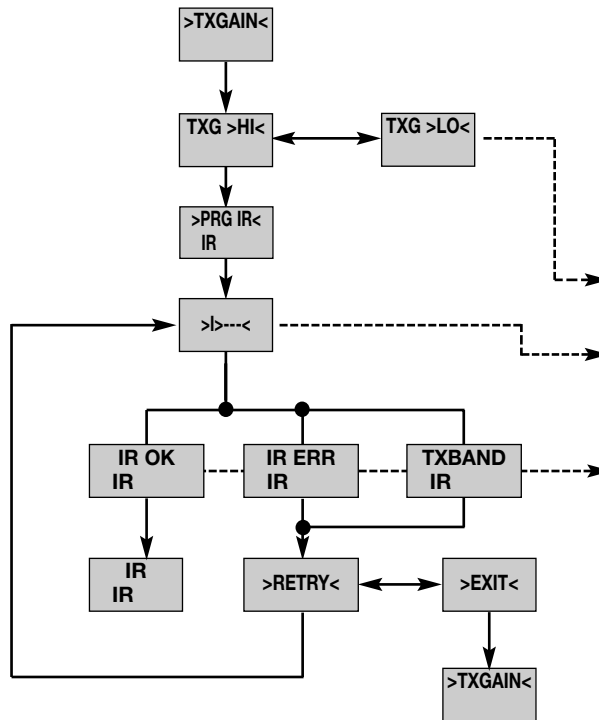 >TXGAIN<
TXG >HI<
TXG >LO<
>PRG IR<
IR
>I>---<
IR OK
IR
IR ERR
IR
TXBAND
IR
IR
IR
>RETRY<
>EXIT<
>TXGAIN<